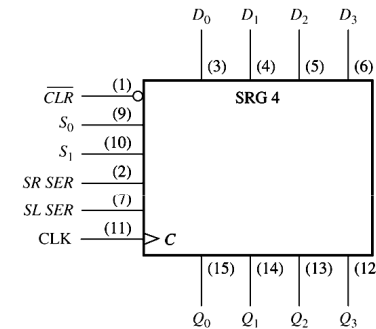 D0 D1 D2 D3
(3) (4) (5) (6)
SRG 4
CLR (1)
S0 (9)
S1 (10)
SR SER (2)
SL SER (7)
CLK (11) C
(15) (14) (13) (12
Q0 Q1 Q2 Q3